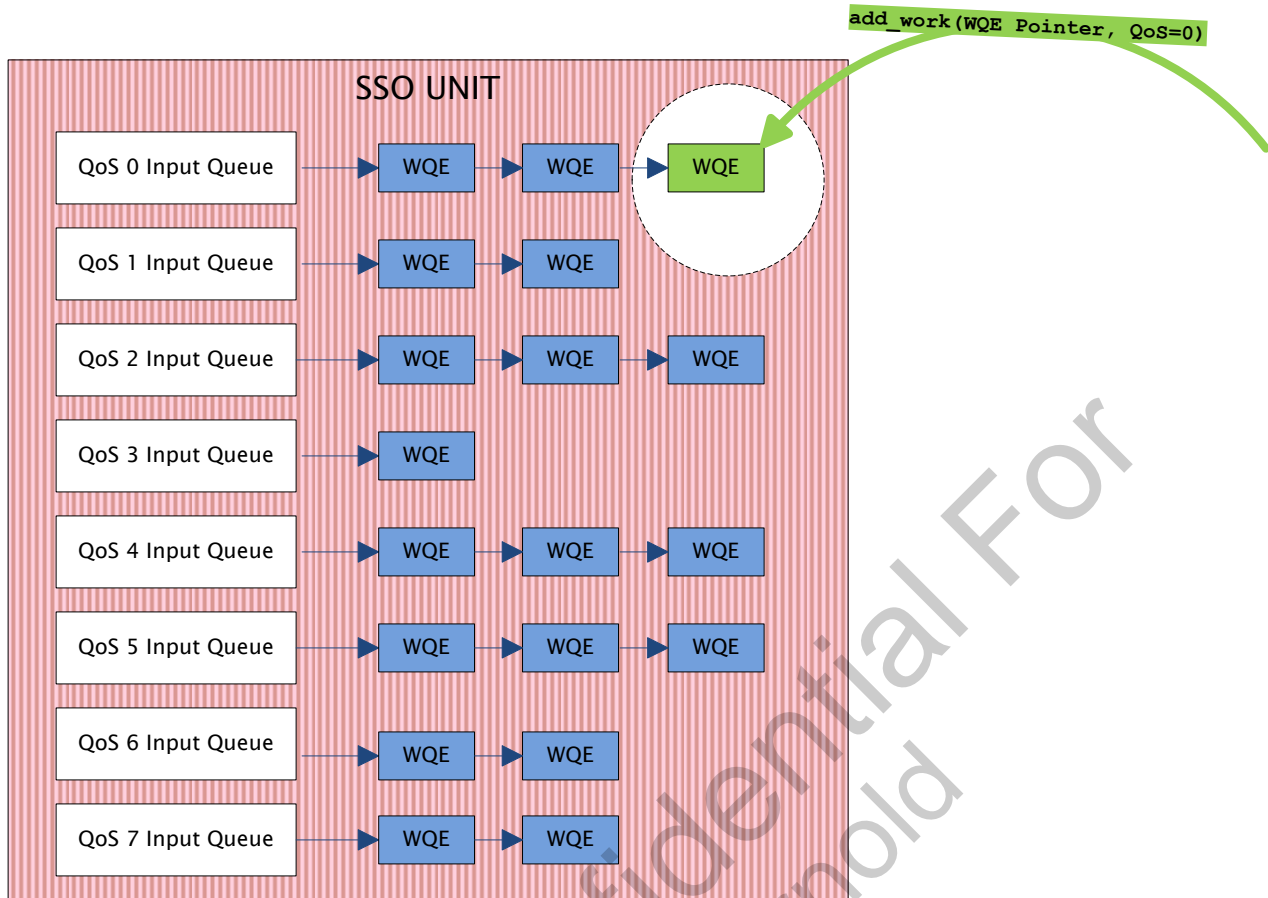 add_work(WQE Pointer, QoS=0)
SSO UNIT
QoS 0 Input Queue WQE WQE WQE
QoS 1 Input Queue WQE WQE
QoS 2 Input Queue WQE WQE WQE
QoS 3 Input Queue WQE
QoS 4 Input Queue WQE WQE WQE
QoS 5 Input Queue WQE WQE WQE
QoS 6 Input Queue WQE WQE
QoS 7 Input Queue WQE WQE
For